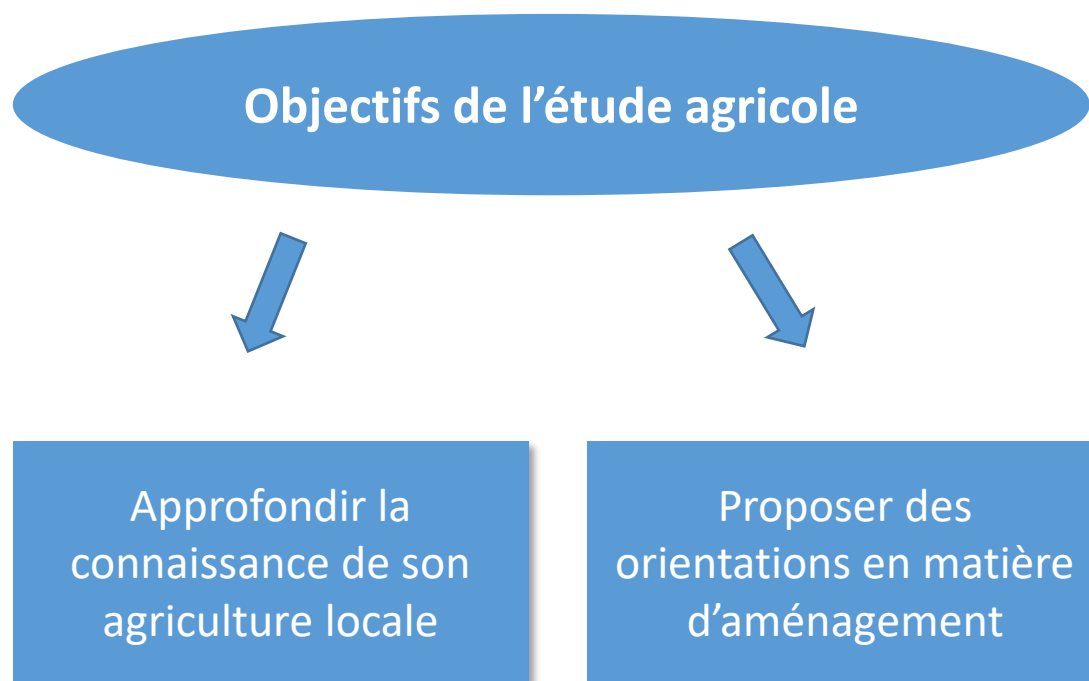 Objectifs de l’étude agricole
Approfondir la
connaissance de son
agriculture locale
Proposer des
orientations en matière
d’aménagement